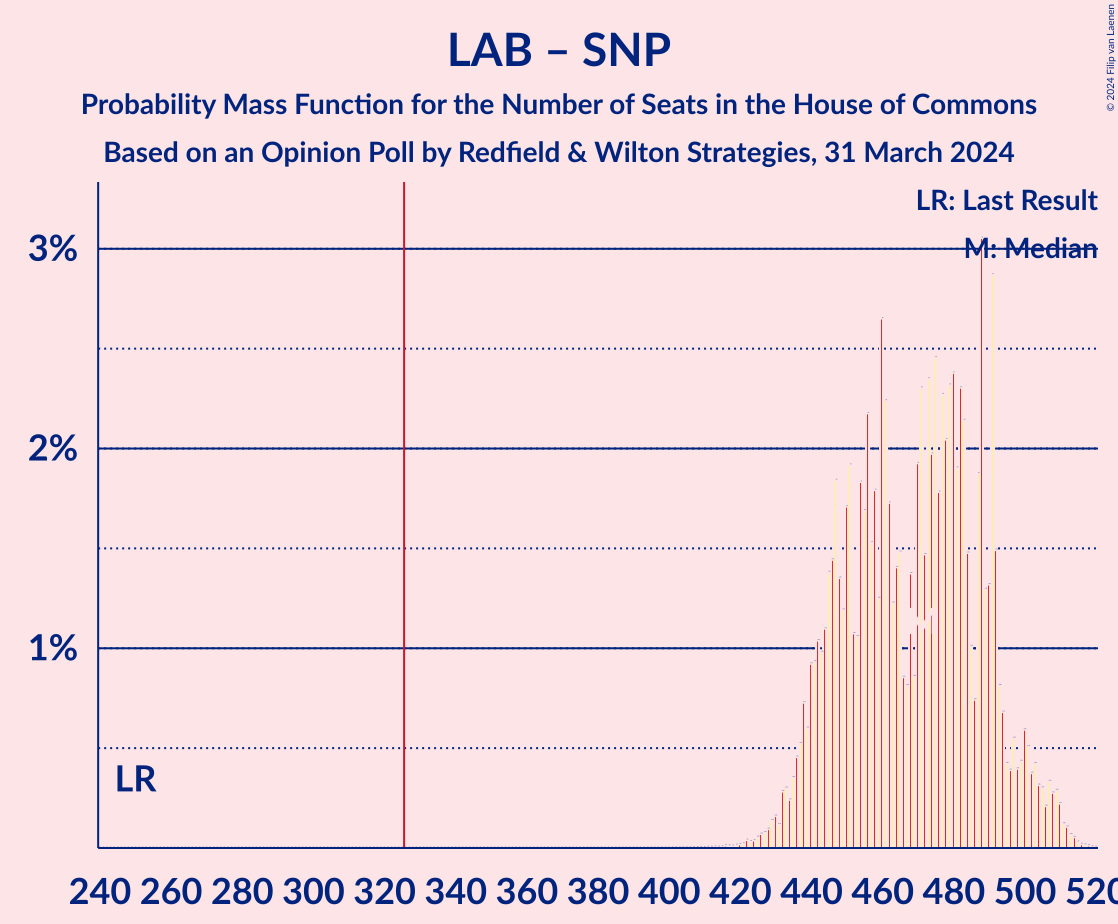 LAB – SNP
Probability Mass Function for the Number of Seats in the House of Commons
Based on an Opinion Poll by Redfield & Wilton Strategies, 31 March 2024
© 2024 Filip van Laenen
LR: Last Result
M: Median
3%
2%
1%
LR
240 260 280 300 320 340 360 380 400 420 440 460 480 500 520